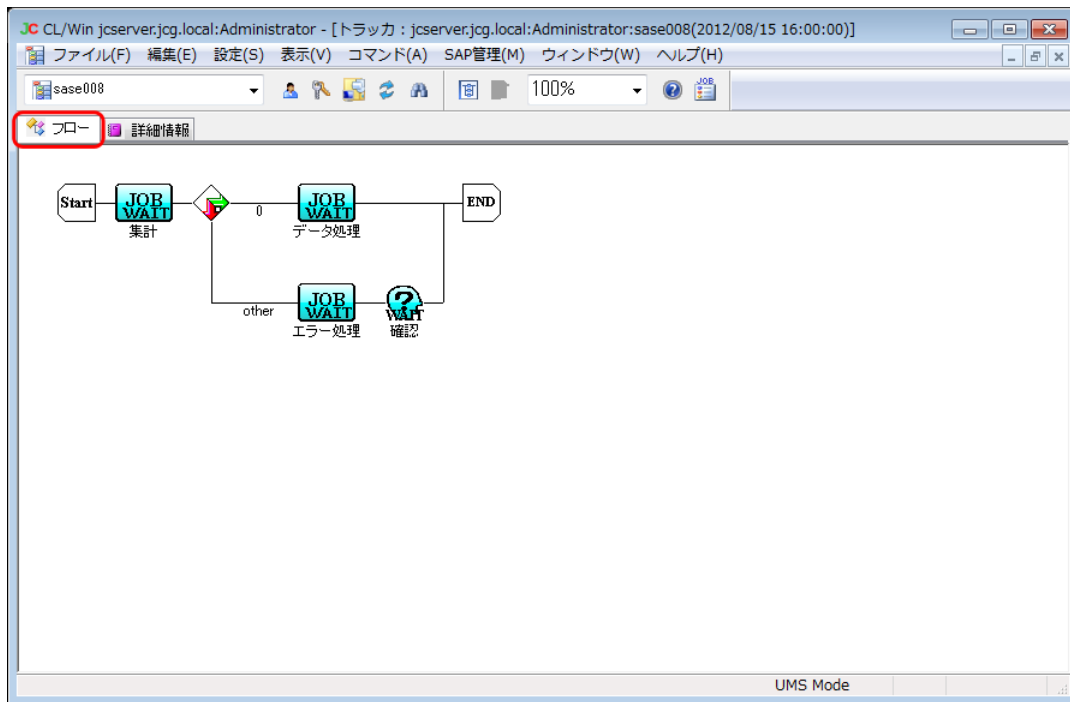 JC CL/Win jcserver.jcg.local:Administrator - [トラッカ : jcserver.jcg.local:Administrator:sase008(2012/08/15 16:00:00)]
ファイル(F) 編集(E) 設定(S) 表示(V) コマンド(A) SAP管理(M) ウィンドウ(W) ヘルプ(H)
sase008 100% JOB
フロー 詳細情報
Start JOB WAIT 0 JOB WAIT END
集計 データ処理
other JOB WAIT ? WAIT
エラー処理 確認
UMS Mode